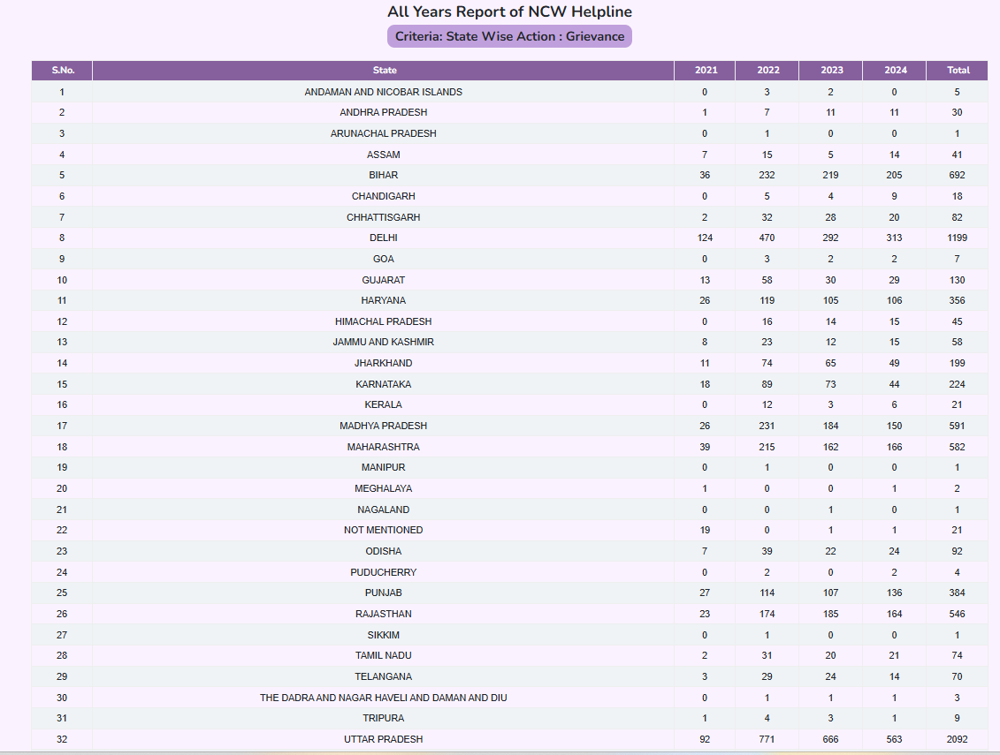 All Years Report of NCW Helpline
Criteria: State Wise Action : Grievance
S.No. State 2021 2022 2023 2024 Total
1 ANDAMAN AND NICOBAR ISLANDS 0 3 2 0 5
2 ANDHRA PRADESH 1 7 11 11 30
3 ARUNACHAL PRADESH 0 1 0 0 1
4 ASSAM 7 15 5 14 41
5 BIHAR 36 232 219 205 692
6 CHANDIGARH 0 5 4 9 18
7 CHHATTISGARH 2 32 28 20 82
8 DELHI 124 470 292 313 1199
9 GOA 0 3 2 2 7
10 GUJARAT 13 58 30 29 130
11 HARYANA 26 119 105 106 356
12 HIMACHAL PRADESH 0 16 14 15 45
13 JAMMU AND KASHMIR 8 23 12 15 58
14 JHARKHAND 11 74 65 49 199
15 KARNATAKA 18 89 73 44 224
16 KERALA 0 12 3 6 21
17 MADHYA PRADESH 26 231 184 150 591
18 MAHARASHTRA 39 215 162 166 582
19 MANIPUR 0 1 0 0 1
20 MEGHALAYA 1 0 0 1 2
21 NAGALAND 0 0 1 0 1
22 NOT MENTIONED 19 0 1 1 21
23 ODISHA 7 39 22 24 92
24 PUDUCHERRY 0 2 0 2 4
25 PUNJAB 27 114 107 136 384
26 RAJASTHAN 23 174 185 164 546
27 SIKKIM 0 1 0 0 1
28 TAMIL NADU 2 31 20 21 74
29 TELANGANA 3 29 24 14 70
30 THE DADRA AND NAGAR HAVELI AND DAMAN AND DIU 0 1 1 1 3
31 TRIPURA 1 4 3 1 9
32 UTTAR PRADESH 92 771 666 563 2092